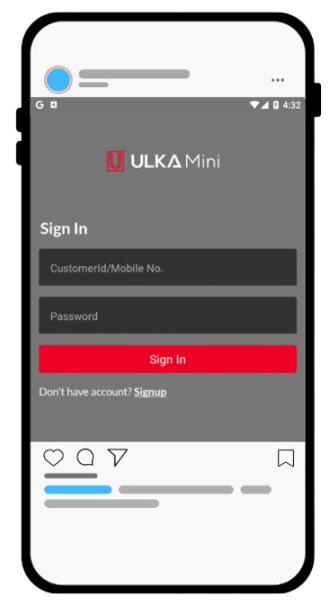 G 4:32
ULKA Mini
Sign In
CustomerId/Mobile No.
Password
Sign In
Don't have account? Signup